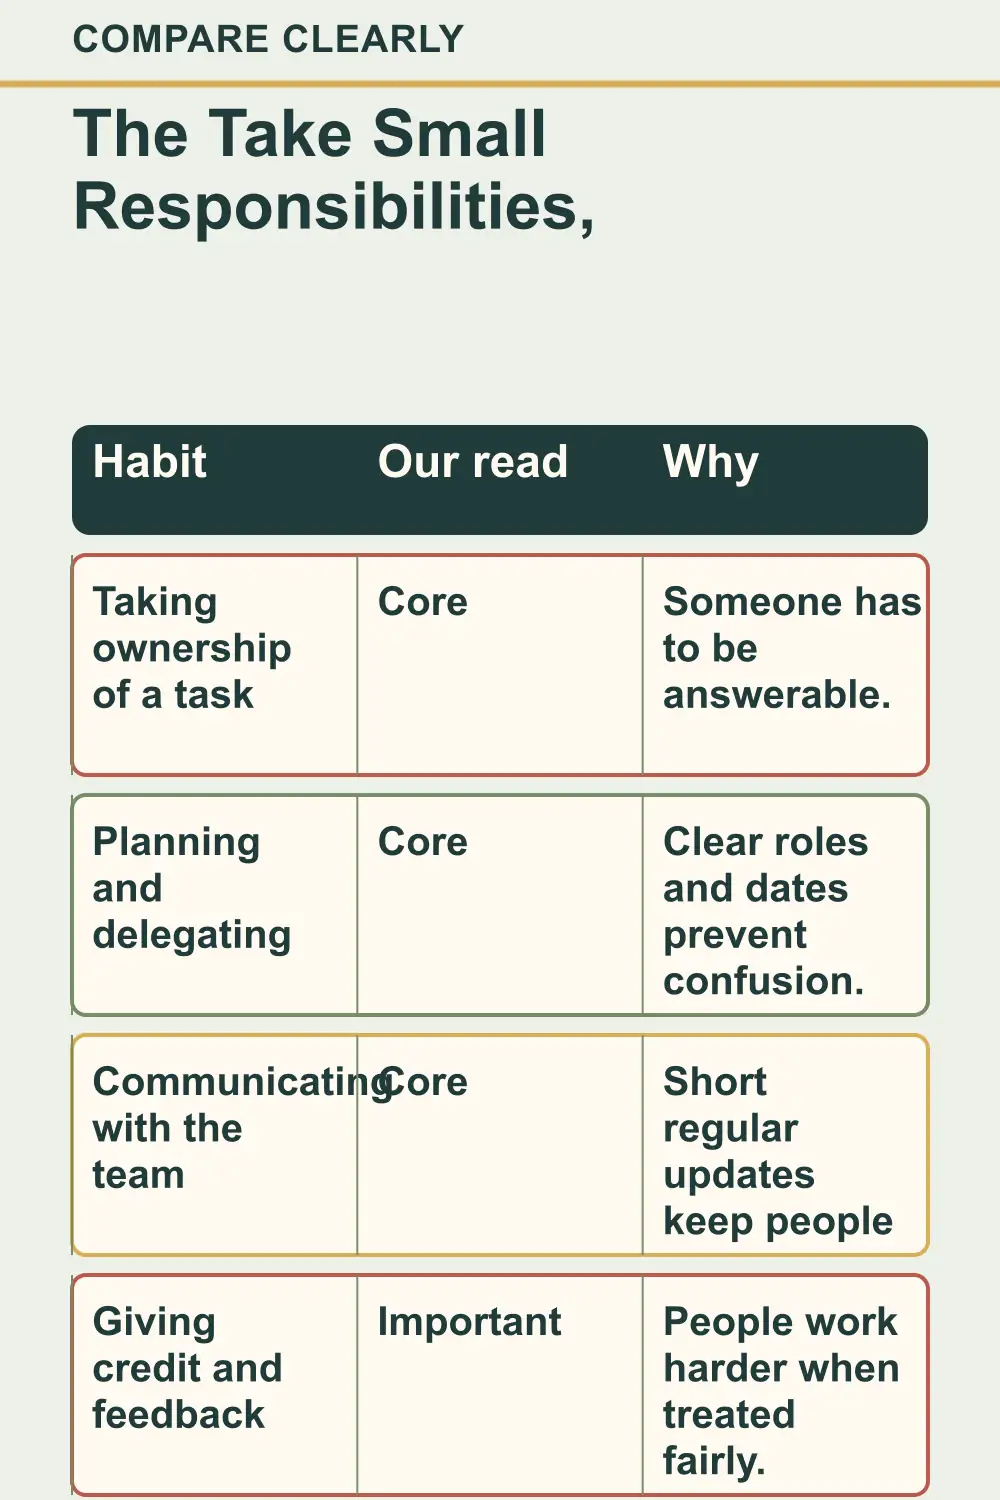 COMPARE CLEARLY
The Take Small
Responsibilities,
Habit
Our read
Why
Taking
ownership
of a task
Core
Someone has
to be
answerable.
Planning
and
delegating
Core
Clear roles
and dates
prevent
confusion.
Communicating
with the
team
Core
Short
regular
updates
keep people
Giving
credit and
feedback
Important
People work
harder when
treated
fairly.